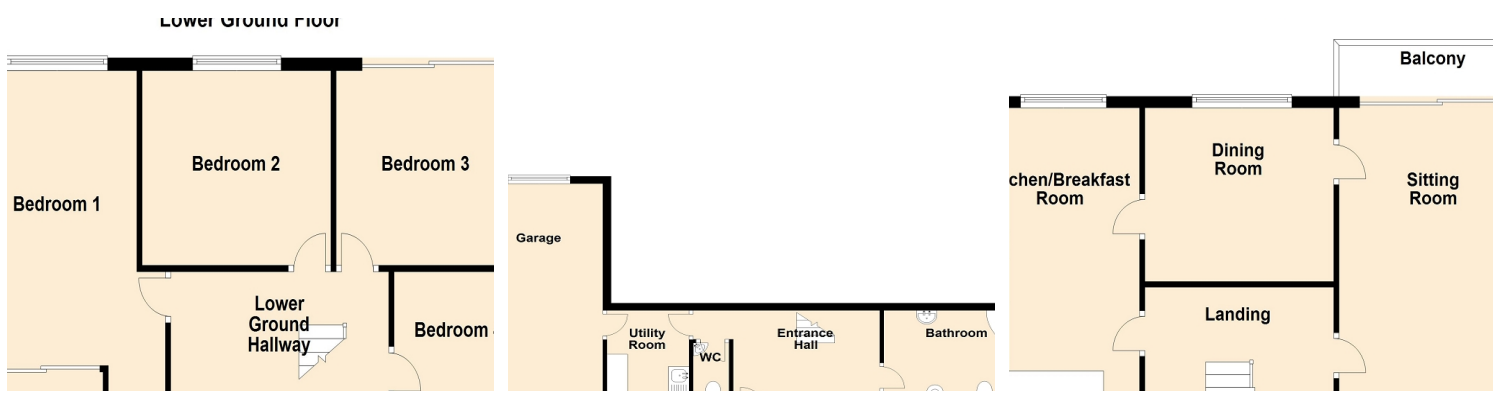 Lower Ground Floor
Bedroom 1
Bedroom 2
Bedroom 3
Lower
Ground
Hallway
Bedroom
Garage
Utility
Room
WC
Entrance
Hall
Bathroom
Balcony
chen/Breakfast
Room
Dining
Room
Sitting
Room
Landing